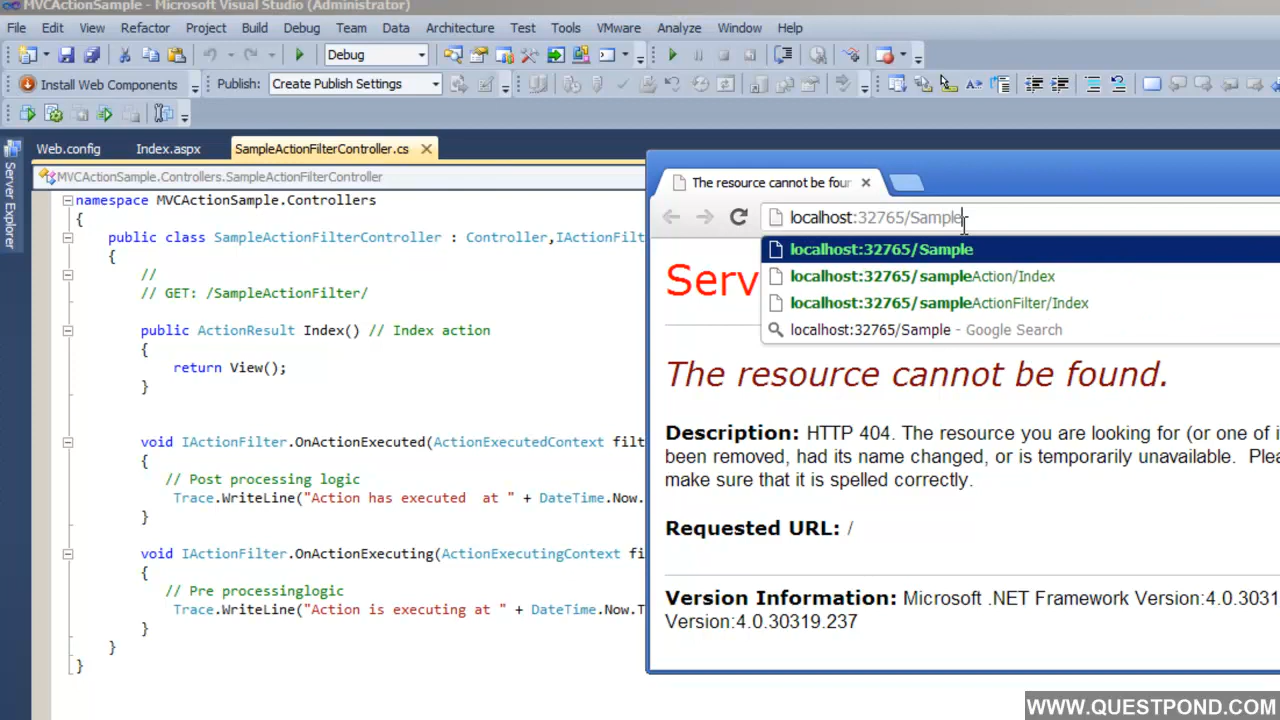 MVCActionSample - Microsoft Visual Studio (Administrator)
File Edit View Refactor Project Build Debug Team Data Tools Architecture Test Tools VMware Analyze Window Help
Debug
Install Web Components Publish: Create Publish Settings
Server Explorer
Web.config Index.aspx SampleActionFilterController.cs
MVCActionSample.Controllers.SampleActionFilterController
namespace MVCActionSample.Controllers
{
public class SampleActionFilterController : Controller,IActionFilt
{
//
// GET: /SampleActionFilter/
public ActionResult Index() // Index action
{
return View();
}
void IActionFilter.OnActionExecuted(ActionExecutedContext filt
{
// Post processing logic
Trace.WriteLine("Action has executed  at " + DateTime.Now.
}
void IActionFilter.OnActionExecuting(ActionExecutingContext fi
{
// Pre processinglogic
Trace.WriteLine("Action is executing at " + DateTime.Now.T
}
}
}
The resource cannot be four
localhost:32765/Sample
localhost:32765/Sample
localhost:32765/sampleAction/Index
localhost:32765/sampleActionFilter/Index
localhost:32765/Sample - Google Search
Serv
The resource cannot be found.
Description: HTTP 404. The resource you are looking for (or one of i
been removed, had its name changed, or is temporarily unavailable. Plea
make sure that it is spelled correctly.
Requested URL: /
Version Information: Microsoft .NET Framework Version:4.0.3031
Version:4.0.30319.237
WWW.QUESTPOND.COM